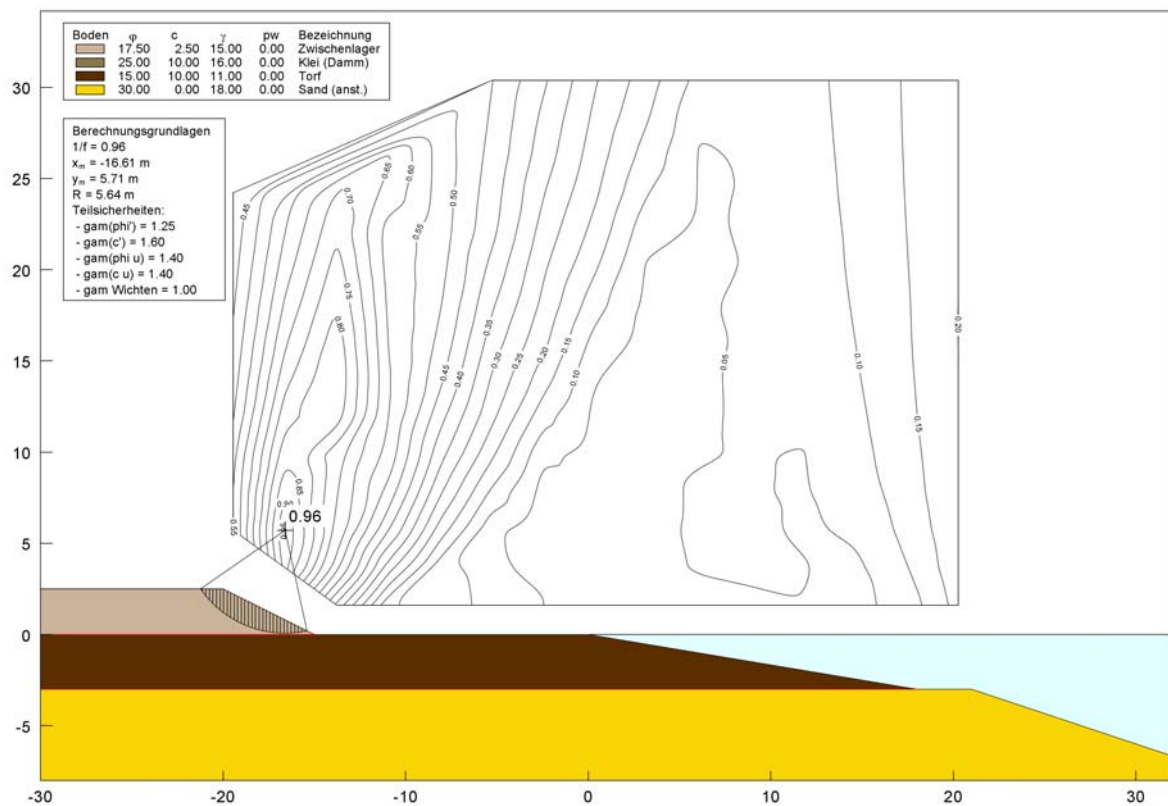 Boden φ c γ pw Bezeichnung
17.50 2.50 15.00 0.00 Zwischenlager
25.00 10.00 16.00 0.00 Klei (Damm)
15.00 10.00 11.00 0.00 Torf
30.00 0.00 18.00 0.00 Sand (anst.)
Berechnungsgrundlagen
1/f = 0.96
xm = -16.61 m
ym = 5.71 m
R = 5.64 m
Teilsicherheiten:
- gam(phi') = 1.25
- gam(c') = 1.60
- gam(phi u) = 1.40
- gam(c u) = 1.40
- gam Wichten = 1.00
30
25
20
15
10
5
0
-5
0.45
0.65
0.60
0.70
0.50
0.55
0.75
0.80
0.35
0.30
0.25
0.20
0.15
0.10
0.45
0.40
0.05
0.10
0.15
0.20
0.85
0.55
0.96
-30 -20 -10 0 10 20 30